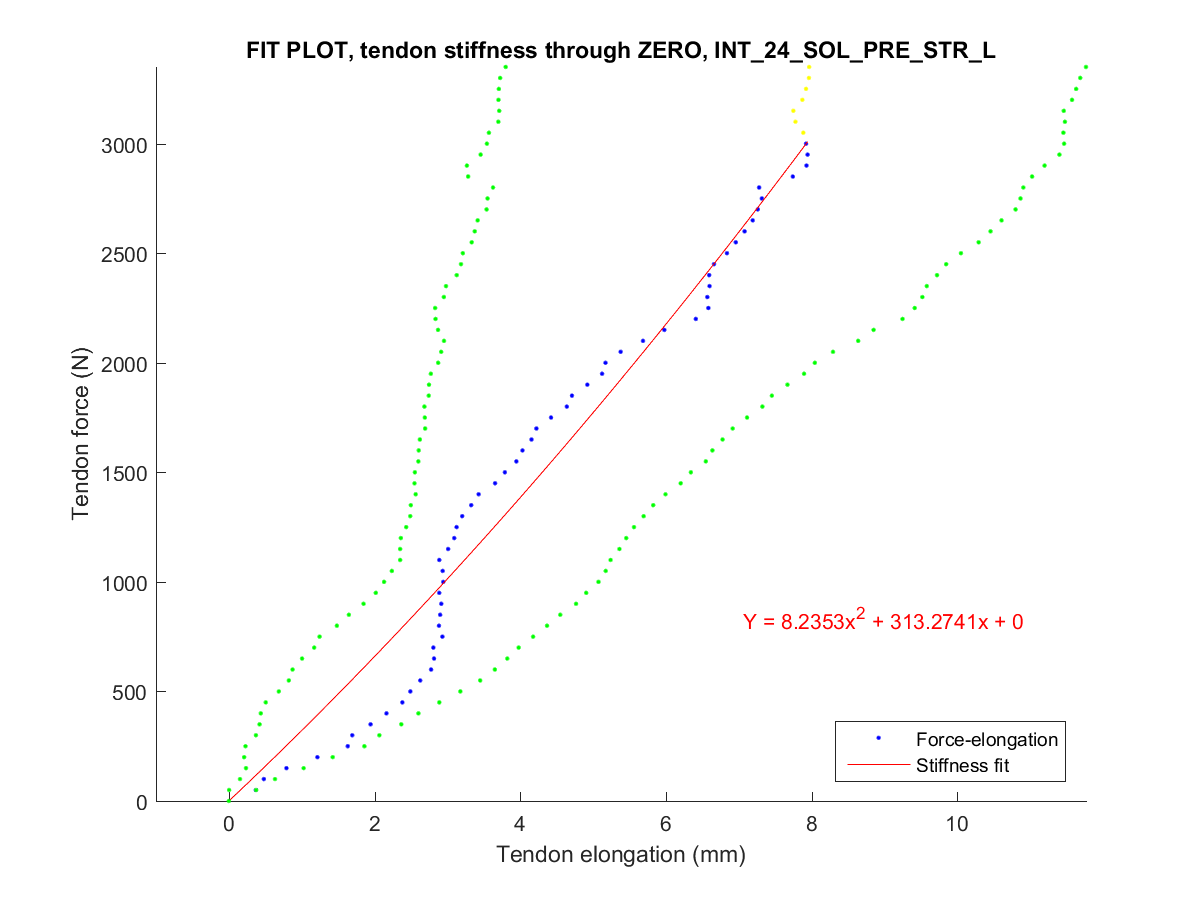 FIT PLOT, tendon stiffness through ZERO, INT_24_SOL_PRE_STR_L
3000
2500
2000
1500
1000
500
0
Tendon force (N)
Y = 8.2353x² + 313.2741x + 0
Force-elongation
Stiffness fit
0 2 4 6 8 10
Tendon elongation (mm)